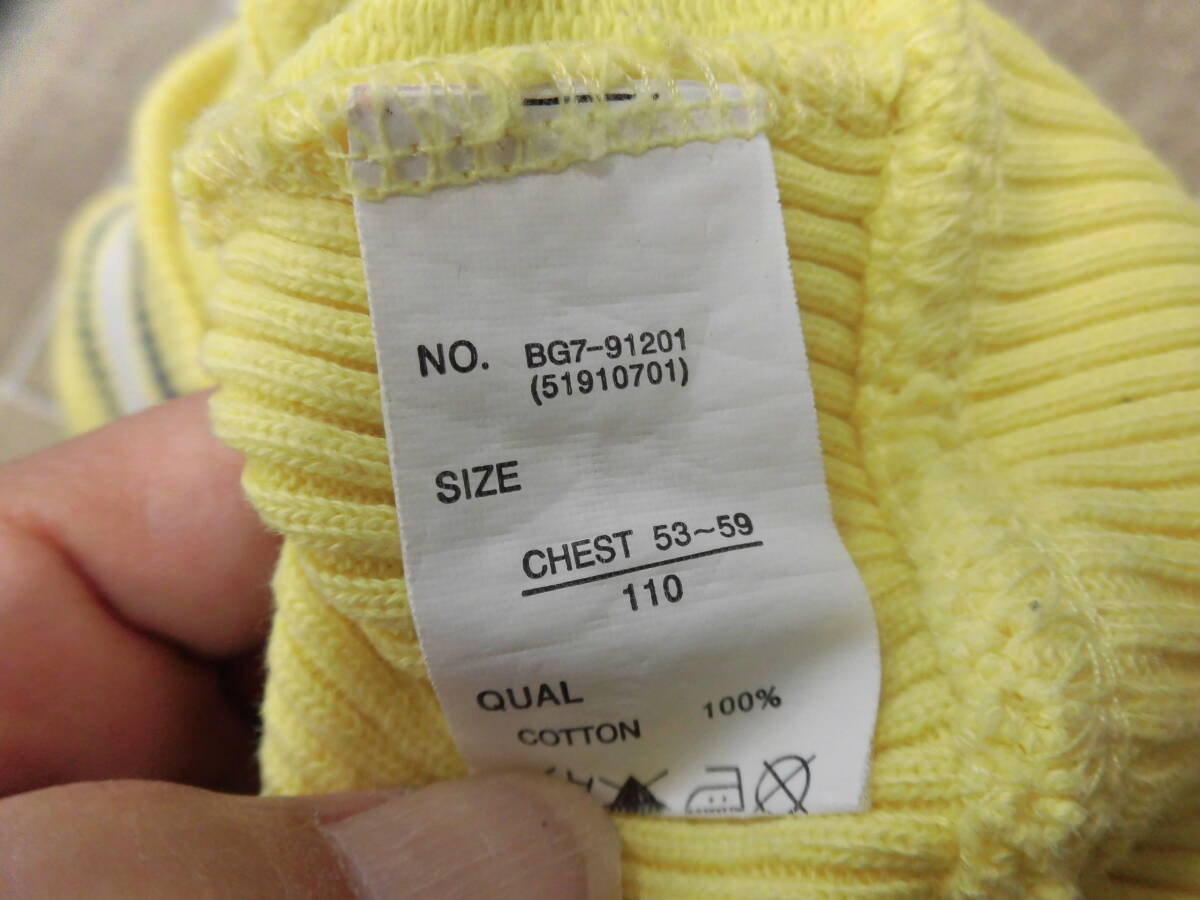 NO. BG7-91201
(51910701)
SIZE
CHEST 53~59
110
QUAL
COTTON 100%